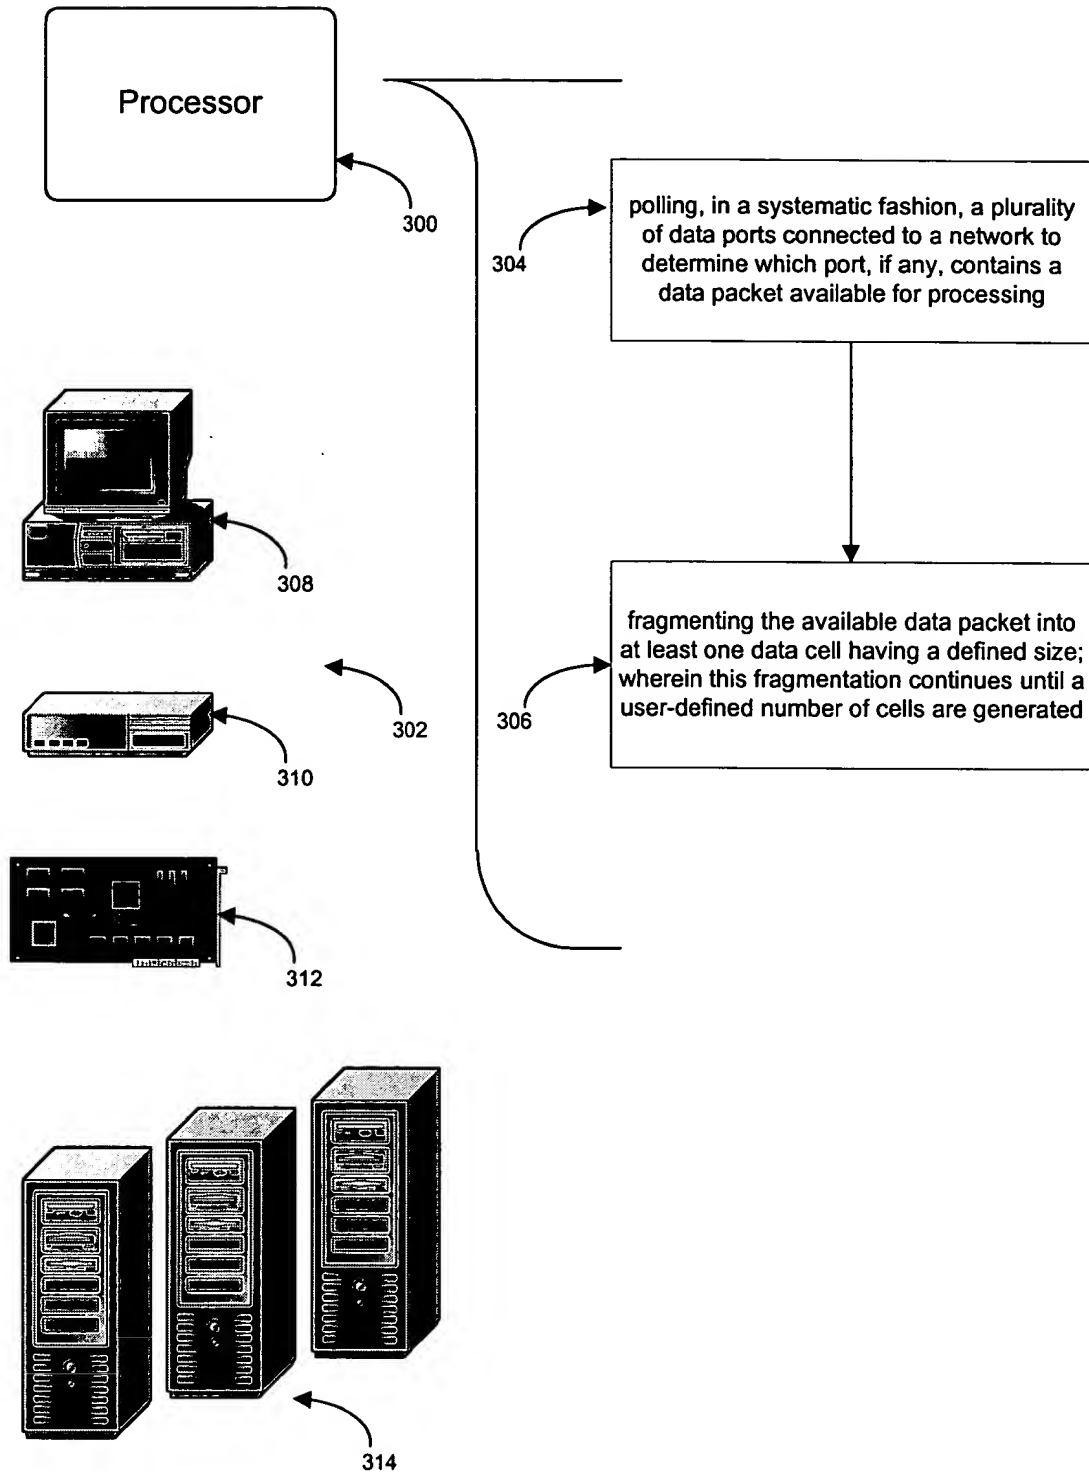 Processor
300
304
polling, in a systematic fashion, a plurality
of data ports connected to a network to
determine which port, if any, contains a
data packet available for processing
308
302
310
306
fragmenting the available data packet into
at least one data cell having a defined size;
wherein this fragmentation continues until a
user-defined number of cells are generated
312
314